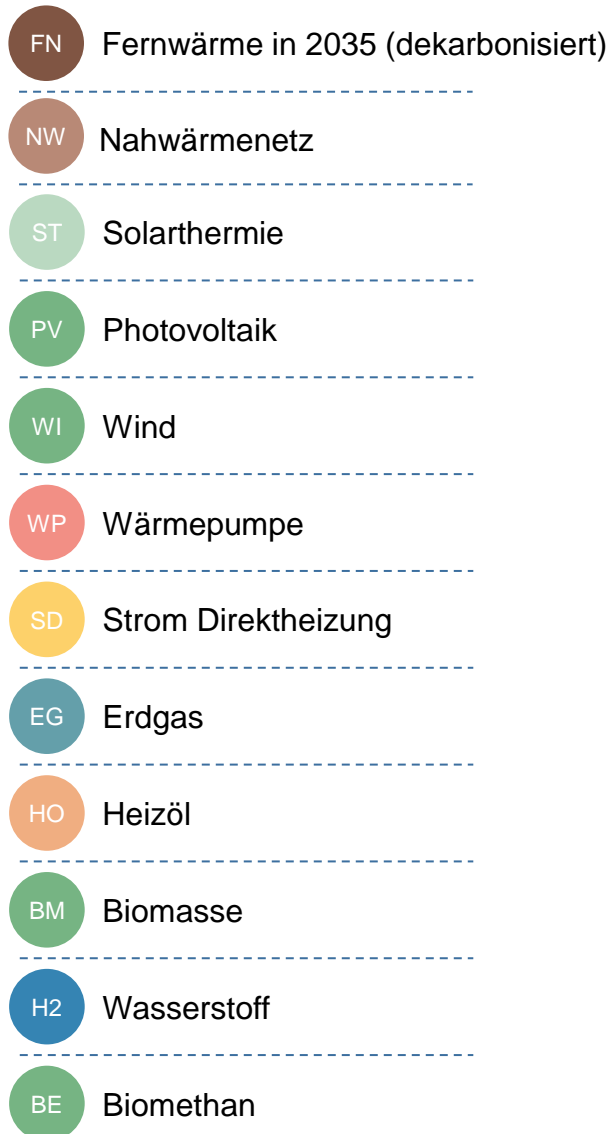 FN Fernwärme in 2035 (dekarbonisiert)
NW Nahwärmenetz
ST Solarthermie
PV Photovoltaik
WI Wind
WP Wärmepumpe
SD Strom Direktheizung
EG Erdgas
HO Heizöl
BM Biomasse
H2 Wasserstoff
BE Biomethan